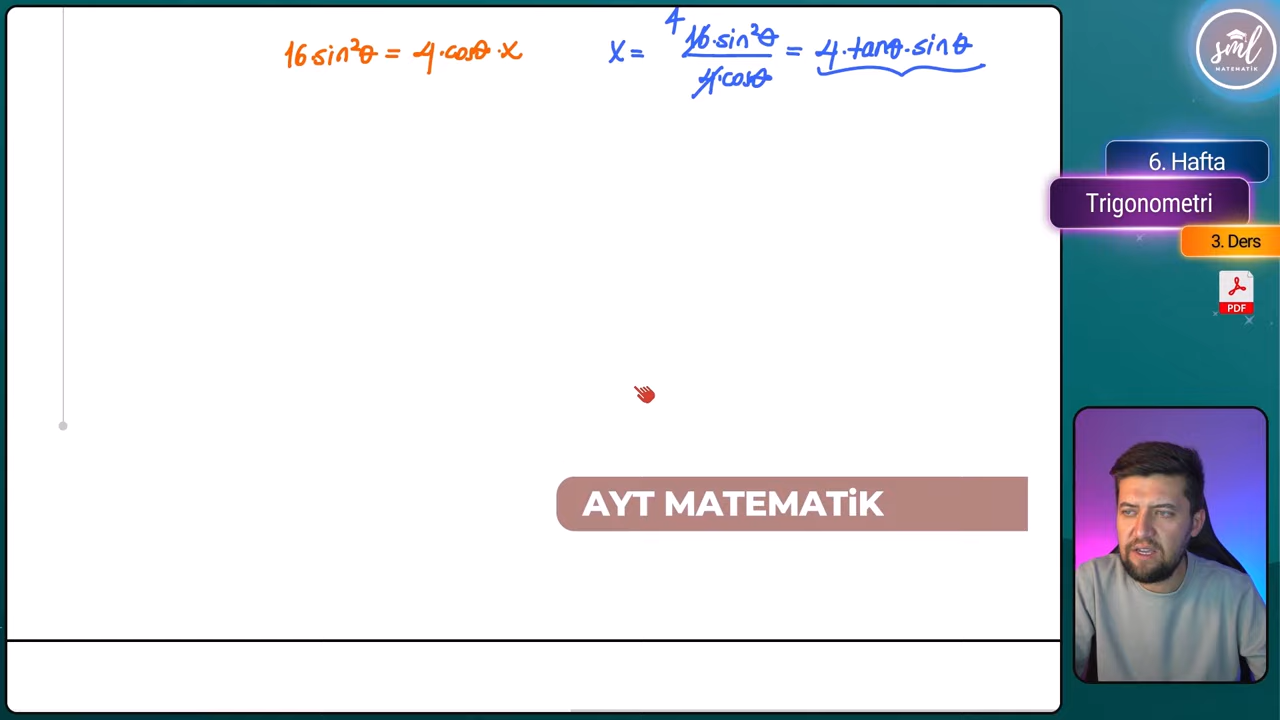 16·sin²θ = 4·cosθ·x
x = 4 16·sin²θ / 4·cosθ = 4·tanθ·sinθ
sml
MATEMATİK
6. Hafta
Trigonometri
3. Ders
PDF
AYT MATEMATiK